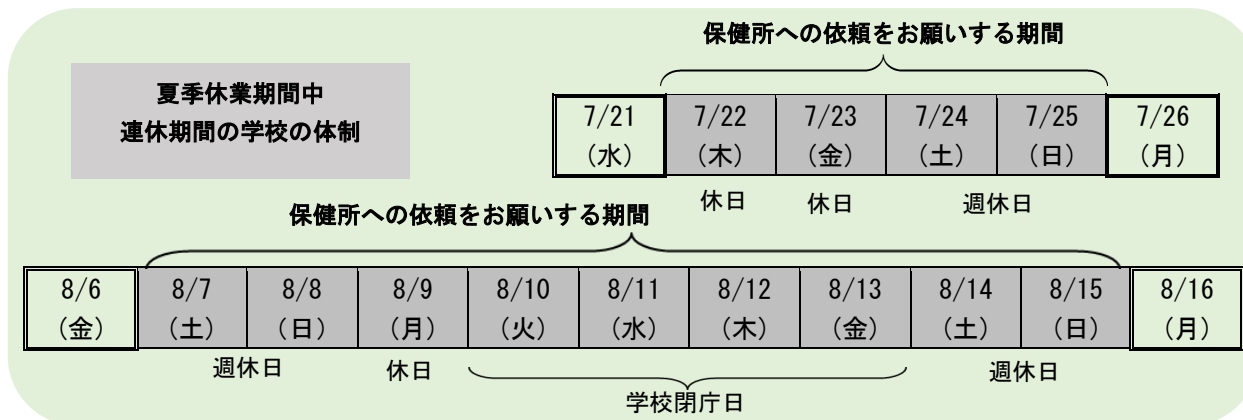 保健所への依頼をお願いする期間
夏季休業期間中
連休期間の学校の体制
7/21 7/22 7/23 7/24 7/25 7/26
（水） （木） （金） （土） （日） （月）
休日 休日 週休日
保健所への依頼をお願いする期間
8/6 8/7 8/8 8/9 8/10 8/11 8/12 8/13 8/14 8/15 8/16
（金） （土） （日） （月） （火） （水） （木） （金） （土） （日） （月）
週休日 休日 週休日
学校閉庁日